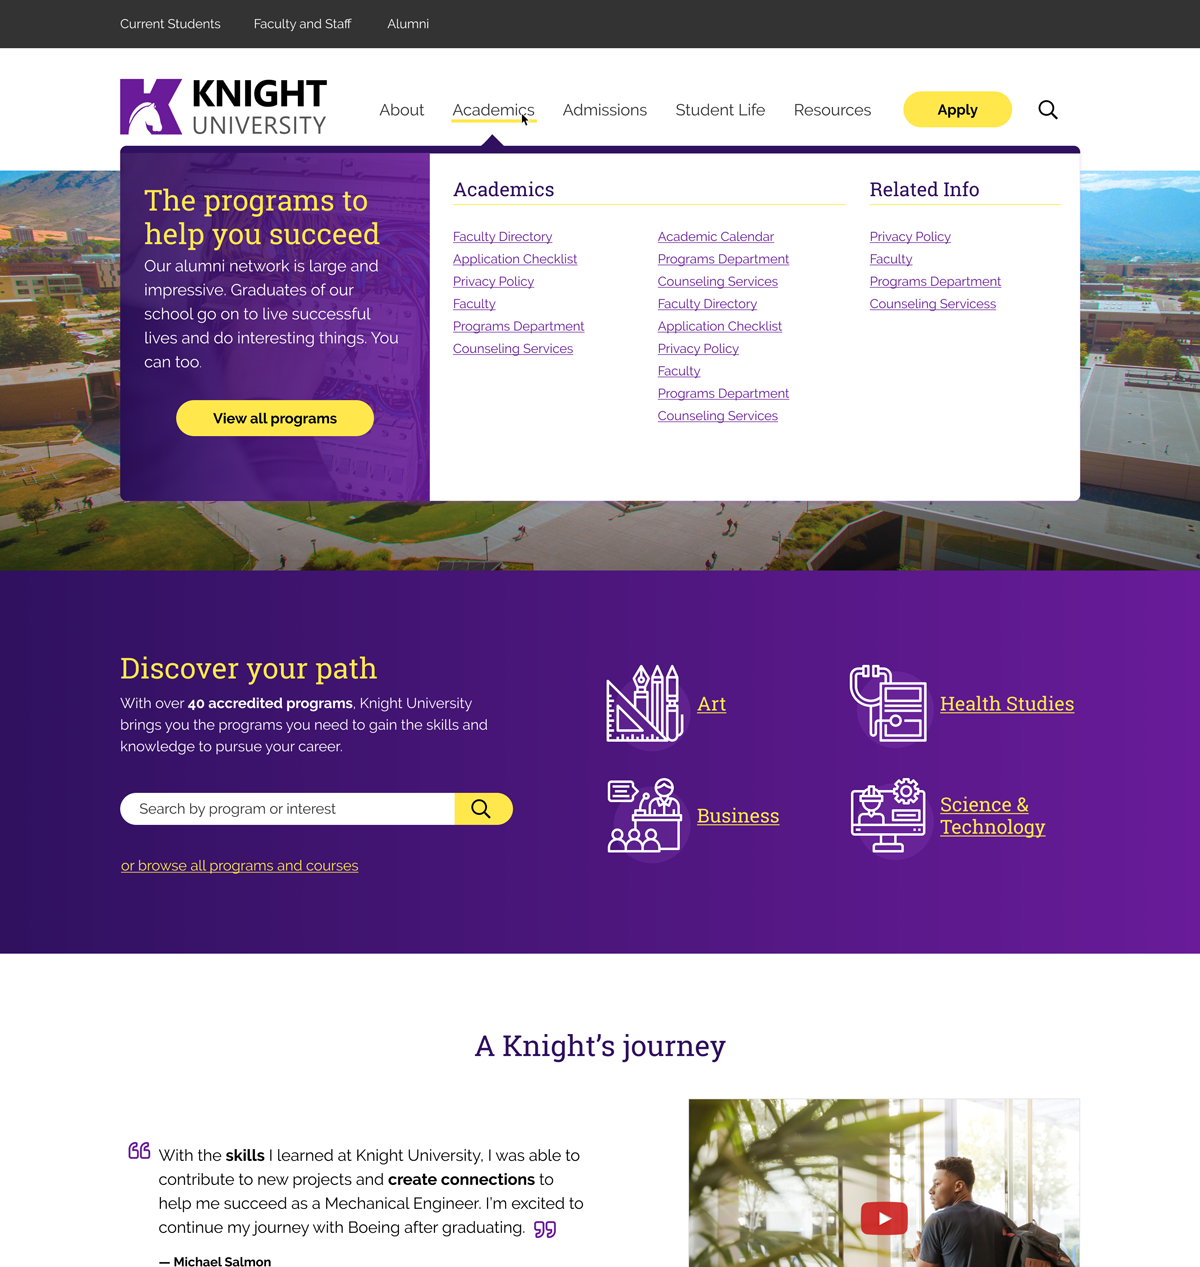 Current Students
Faculty and Staff
Alumni
KNIGHT
UNIVERSITY
About
Academics
Admissions
Student Life
Resources
Apply
The programs to
help you succeed
Our alumni network is large and
impressive. Graduates of our
school go on to live successful
lives and do interesting things. You
can too.
View all programs
Academics
Faculty Directory
Application Checklist
Privacy Policy
Faculty
Programs Department
Counseling Services
Academic Calendar
Programs Department
Counseling Services
Faculty Directory
Application Checklist
Privacy Policy
Faculty
Programs Department
Counseling Services
Related Info
Privacy Policy
Faculty
Programs Department
Counseling Servicess
Discover your path
With over 40 accredited programs, Knight University
brings you the programs you need to gain the skills and
knowledge to pursue your career.
Search by program or interest
or browse all programs and courses
Art
Health Studies
Business
Science &
Technology
A Knight’s journey
With the skills I learned at Knight University, I was able to
contribute to new projects and create connections to
help me succeed as a Mechanical Engineer. I’m excited to
continue my journey with Boeing after graduating.
— Michael Salmon